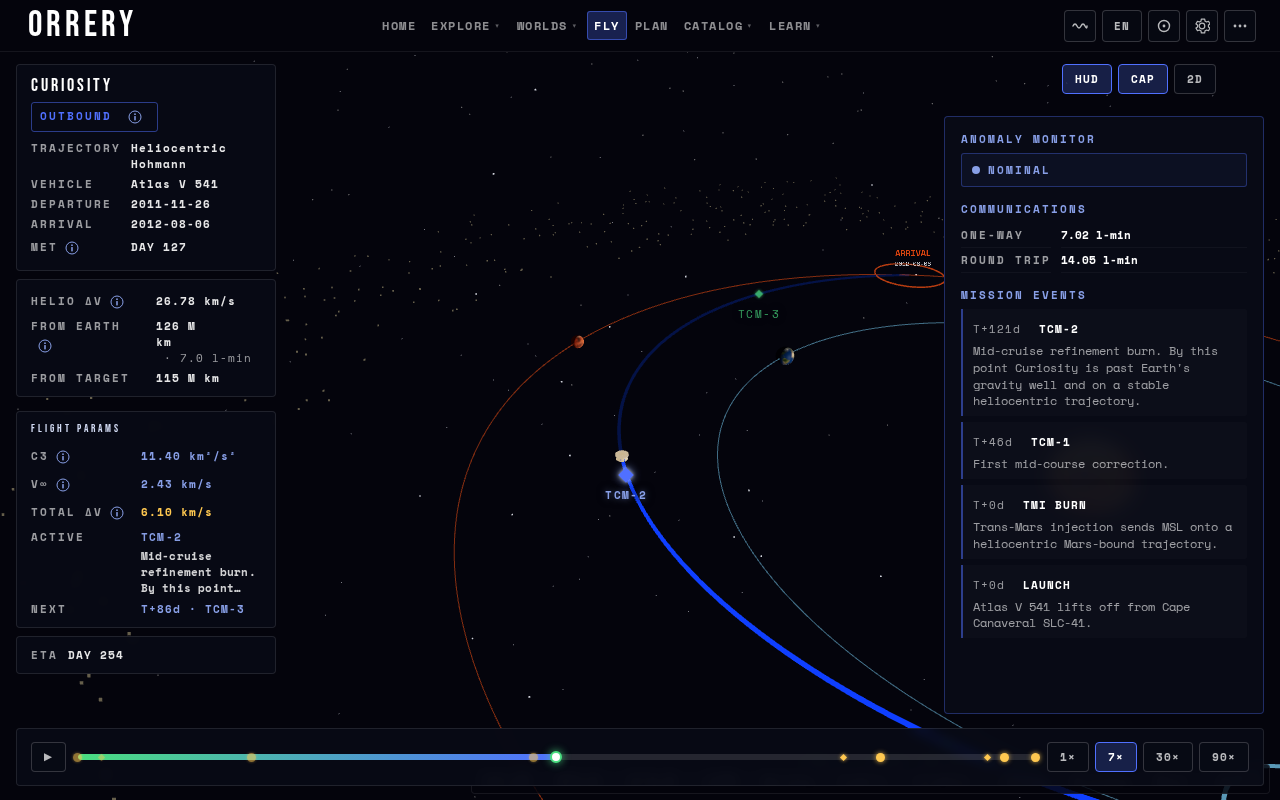 ORRERY
HOME EXPLORE WORLDS FLY PLAN CATALOG LEARN
EN
CURIOSITY
OUTBOUND
TRAJECTORY Heliocentric
Hohmann
VEHICLE Atlas V 541
DEPARTURE 2011-11-26
ARRIVAL 2012-08-06
MET DAY 127
HELIO ΔV 26.78 km/s
FROM EARTH 126 M
km
· 7.0 l-min
FROM TARGET 115 M km
FLIGHT PARAMS
C3 11.40 km²/s²
V∞ 2.43 km/s
TOTAL ΔV 6.10 km/s
ACTIVE TCM-2
Mid-cruise
refinement burn.
By this point…
NEXT T+86d · TCM-3
ETA DAY 254
ARRIVAL
2012-08-06
TCM-3
TCM-2
HUD CAP 2D
ANOMALY MONITOR
NOMINAL
COMMUNICATIONS
ONE-WAY 7.02 l-min
ROUND TRIP 14.05 l-min
MISSION EVENTS
T+121d TCM-2
Mid-cruise refinement burn. By this
point Curiosity is past Earth's
gravity well and on a stable
heliocentric trajectory.
T+46d TCM-1
First mid-course correction.
T+0d TMI BURN
Trans-Mars injection sends MSL onto a
heliocentric Mars-bound trajectory.
T+0d LAUNCH
Atlas V 541 lifts off from Cape
Canaveral SLC-41.
1× 7× 30× 90×